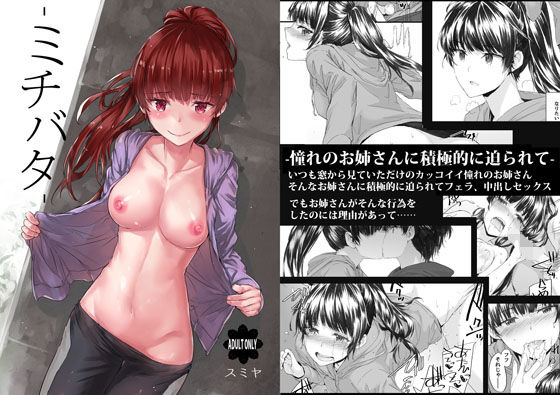 -ミチバタ-
ADULT ONLY
スミヤ
-憧れのお姉さんに積極的に迫られて-
いつも窓から見ていただけのカッコイイ憧れのお姉さん
そんなお姉さんに積極的に迫られてフェラ、中出しセックス
でもお姉さんがそんな行為を
したのには理由があって……